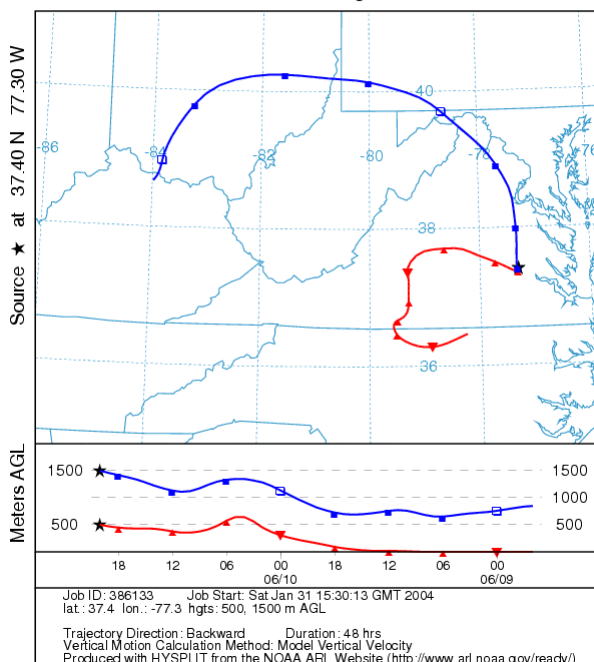 Source ★ at 37.40 N 77.30 W
-86
-84
-82
-80
-78
-76
40
38
36
Meters AGL
1500
500
1500
1000
500
18 12 06 00 18 12 06 00
06/10 06/09
Job ID: 386133 Job Start: Sat Jan 31 15:30:13 GMT 2004
lat.: 37.4 lon.: -77.3 hgts: 500, 1500 m AGL
Trajectory Direction: Backward Duration: 48 hrs
Vertical Motion Calculation Method: Model Vertical Velocity
Produced with HYSPLIT from the NOAA ARL Website (http://www.arl.noaa.gov/ready/)